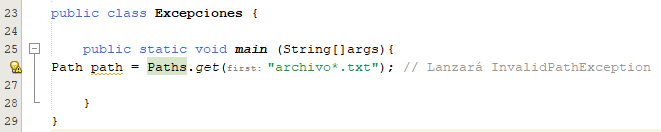 23 public class Excepciones {
24
25 public static void main (String[]args){
Path path = Paths.get(first: "archivo*.txt"); // Lanzará InvalidPathException
27
28 }
29 }